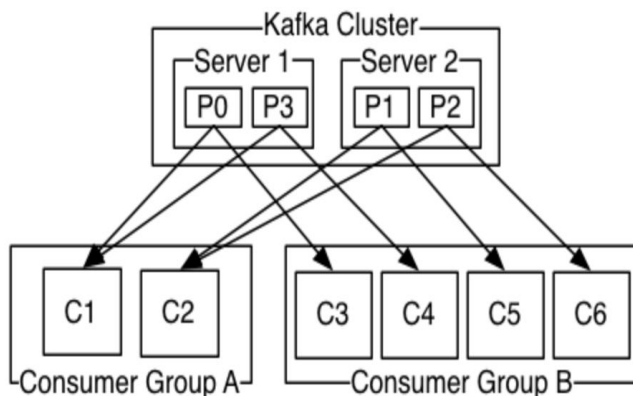 Kafka Cluster
Server 1 Server 2
P0 P3 P1 P2
C1 C2 C3 C4 C5 C6
Consumer Group A Consumer Group B